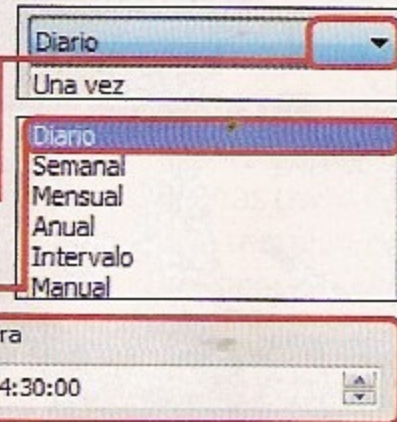 Diario
Una vez
Diario
Semanal
Mensual
Anual
Intervalo
Manual
ra
4:30:00